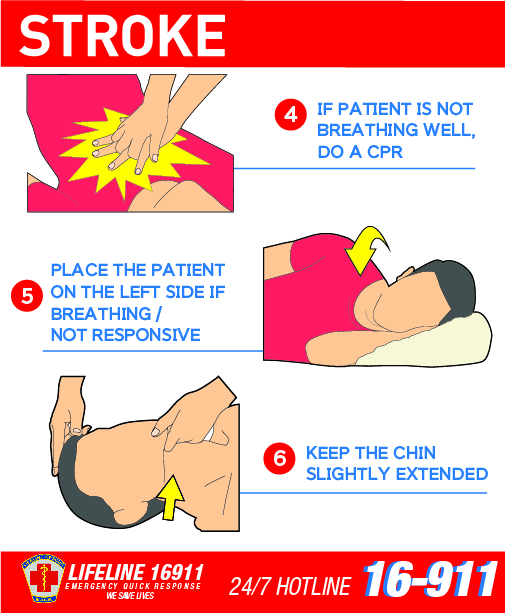 STROKE
4
IF PATIENT IS NOT
BREATHING WELL,
DO A CPR
5
PLACE THE PATIENT
ON THE LEFT SIDE IF
BREATHING /
NOT RESPONSIVE
6
KEEP THE CHIN
SLIGHTLY EXTENDED
LIFELINE 16911
EMERGENCY QUICK RESPONSE
WE SAVE LIVES
24/7 HOTLINE 16-911